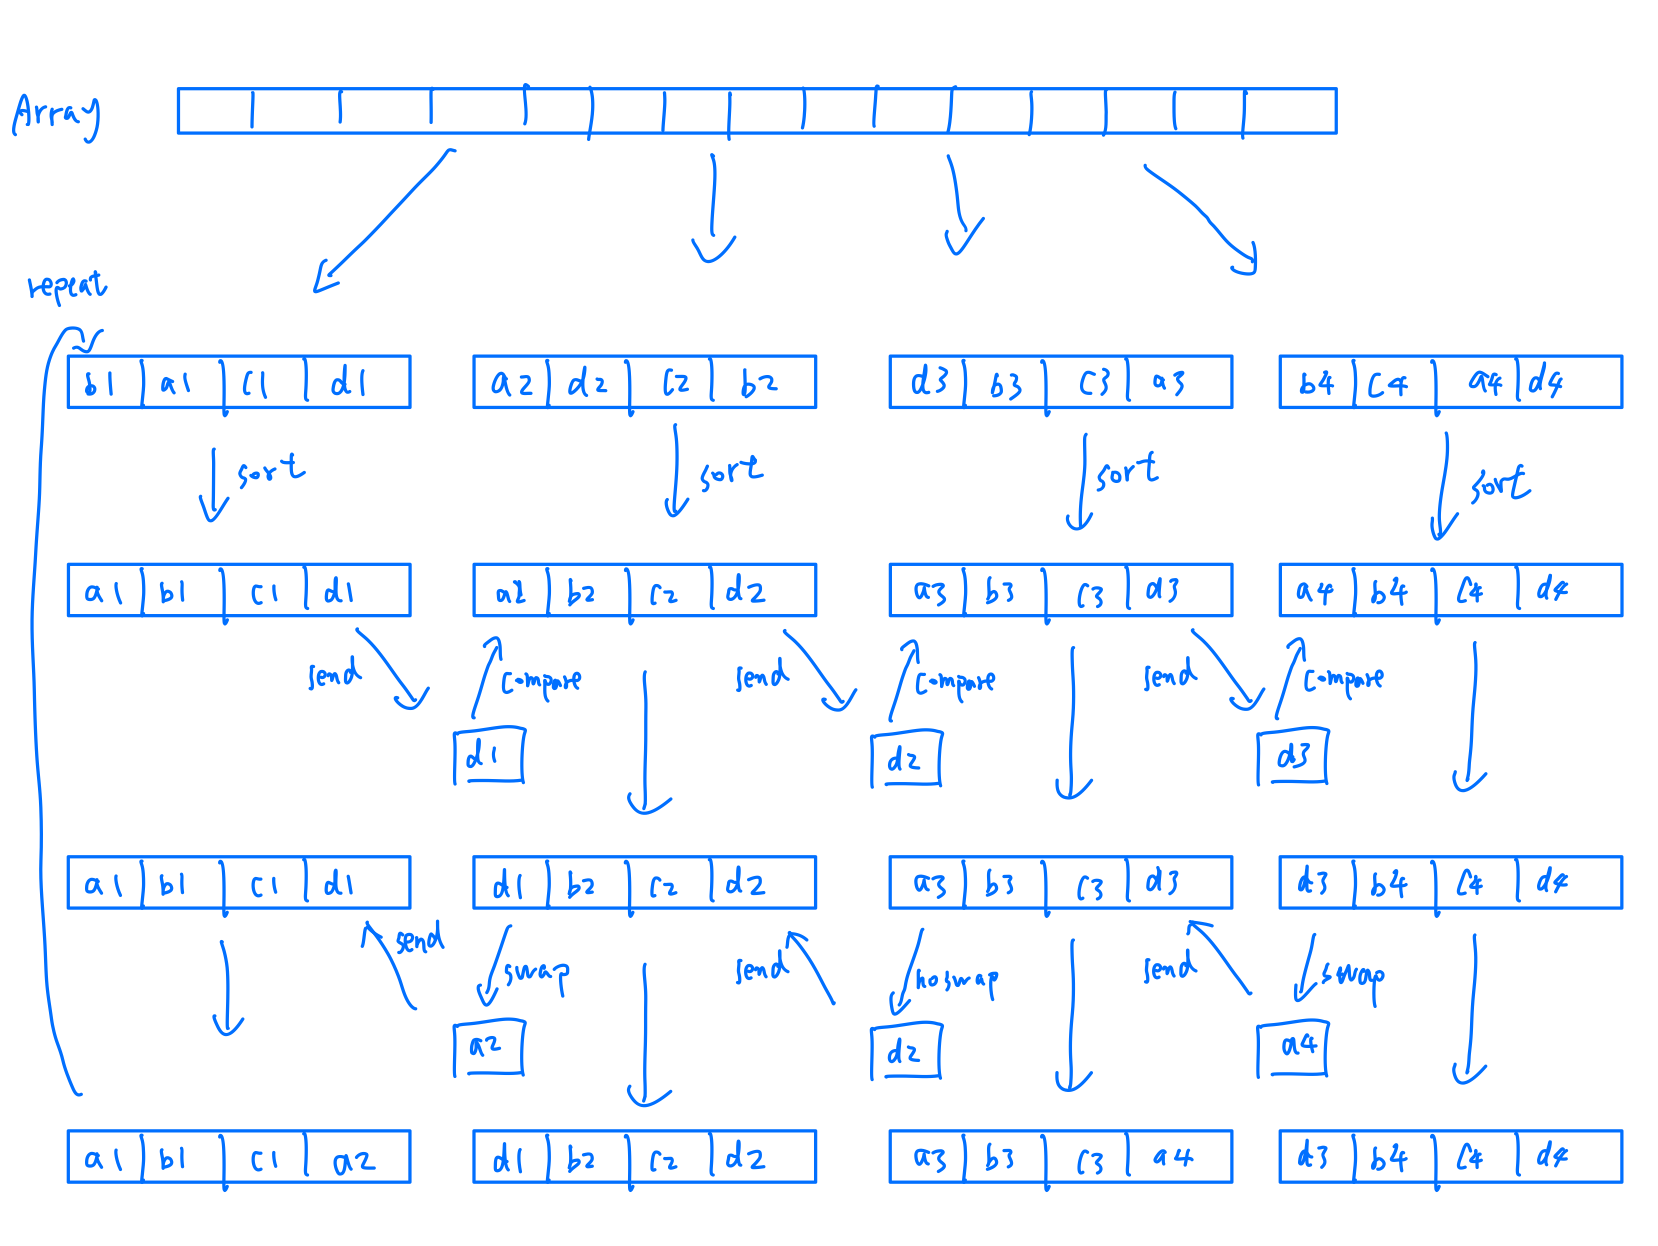 Array
repeat
b1 a1 c1 d1 a2 d2 c2 b2 d3 b3 c3 a3 b4 c4 a4 d4
sort sort sort sort
a1 b1 c1 d1 a2 b2 c2 d2 a3 b3 c3 d3 a4 b4 c4 d4
send compare send compare send compare
d1 d2 d3
a1 b1 c1 d1 d1 b2 c2 d2 a3 b3 c3 d3 d3 b4 c4 d4
send swap send noswap send swap
a2 d2 a4
a1 b1 c1 a2 d1 b2 c2 d2 a3 b3 c3 a4 d3 b4 c4 d4